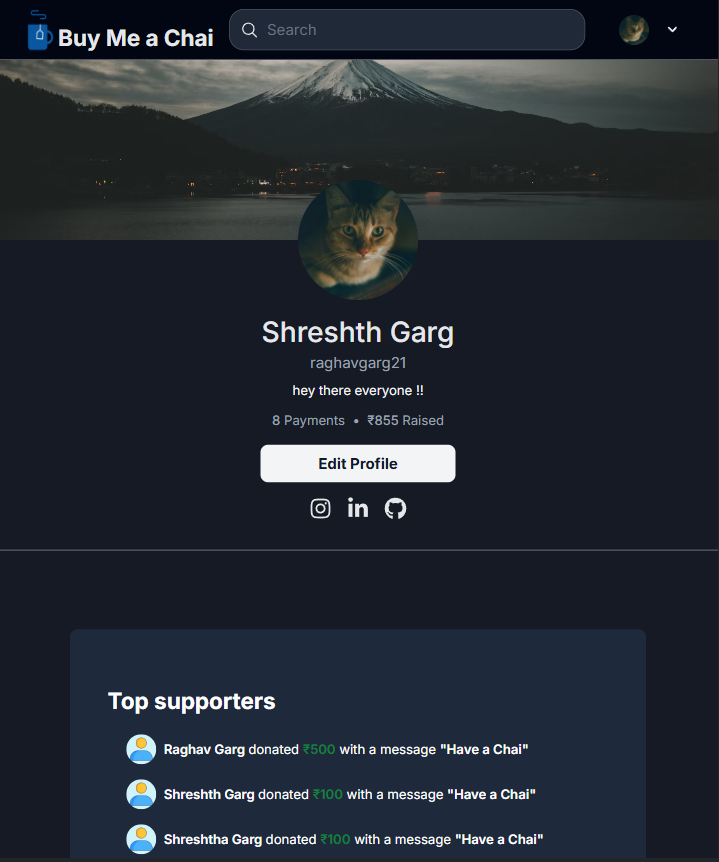 Buy Me a Chai
Search
Shreshth Garg
raghavgarg21
hey there everyone !!
8 Payments • ₹855 Raised
Edit Profile
in
Top supporters
Raghav Garg donated ₹500 with a message "Have a Chai"
Shreshth Garg donated ₹100 with a message "Have a Chai"
Shreshtha Garg donated ₹100 with a message "Have a Chai"